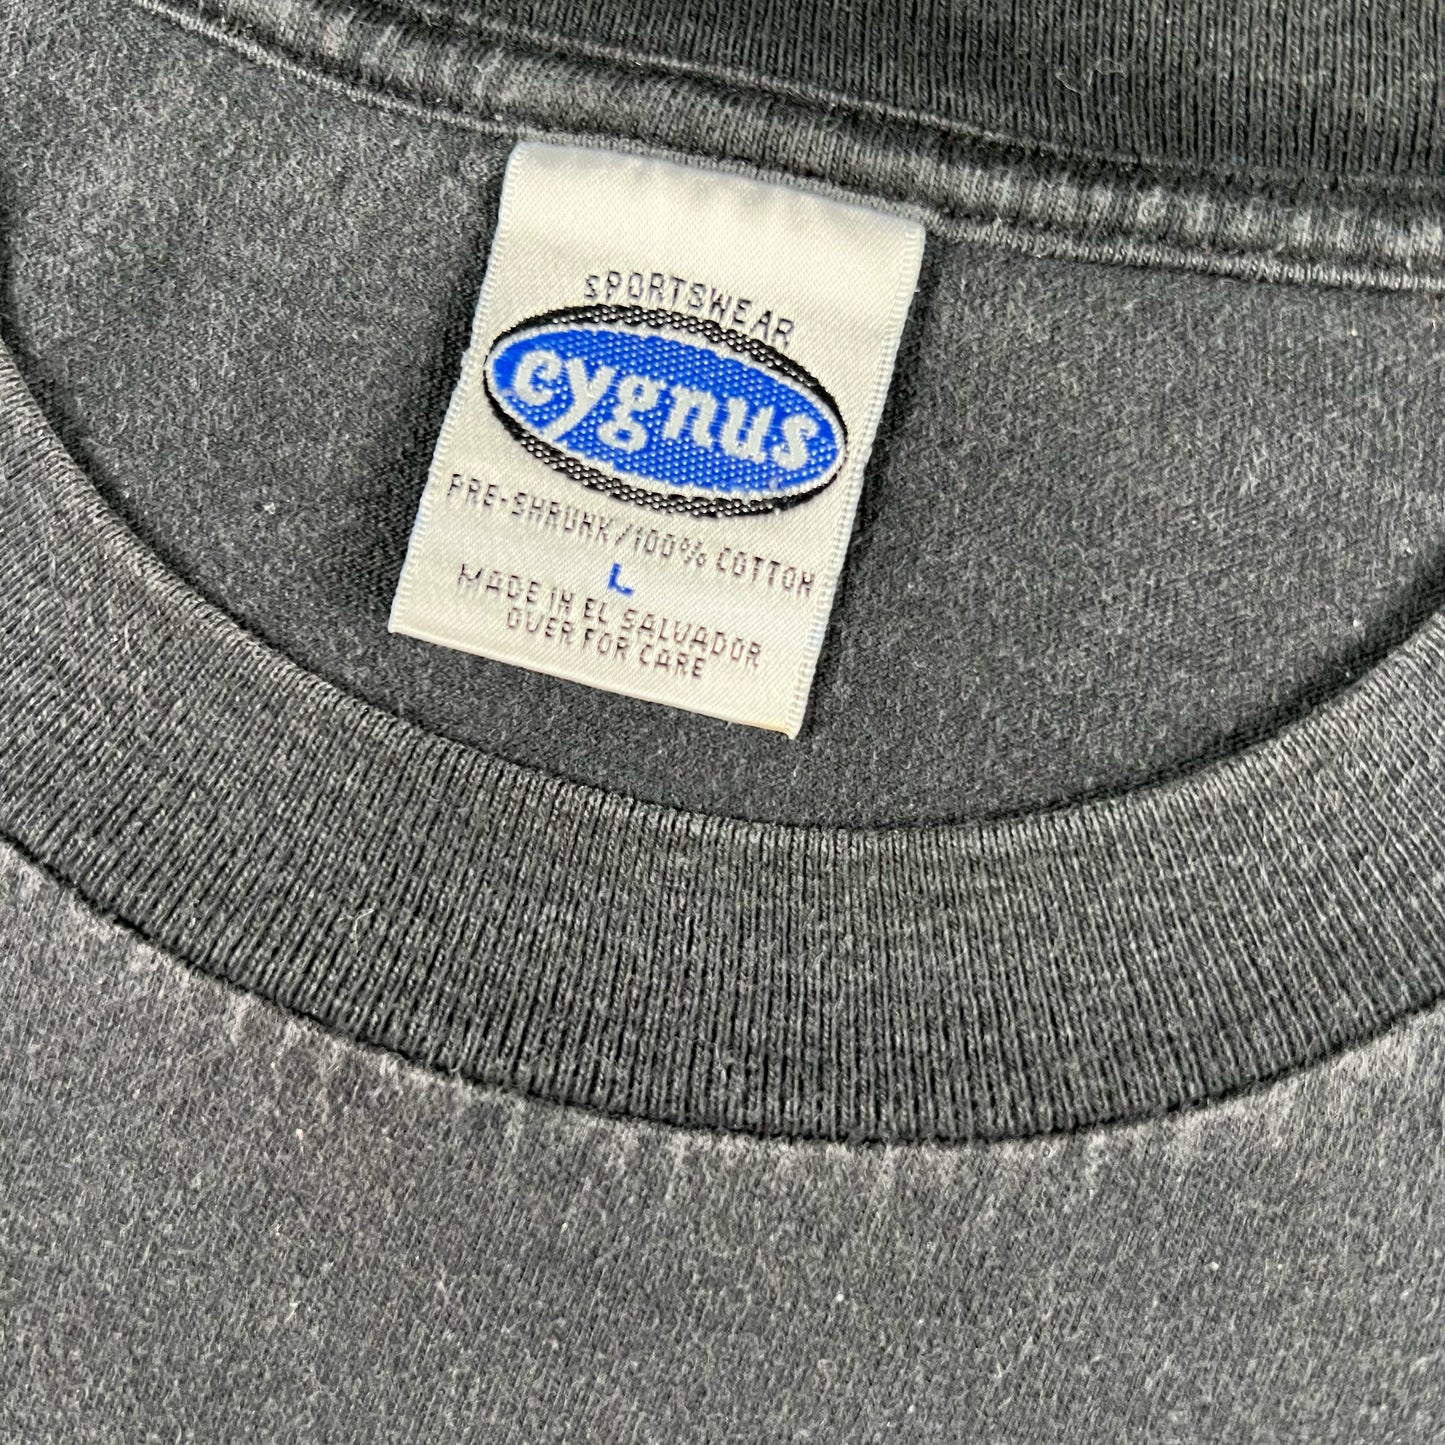 SPORTSWEAR
cygnus
PRE-SHRUNK/100% COTTON
L
MADE IN EL SALVADOR
OVER FOR CARE